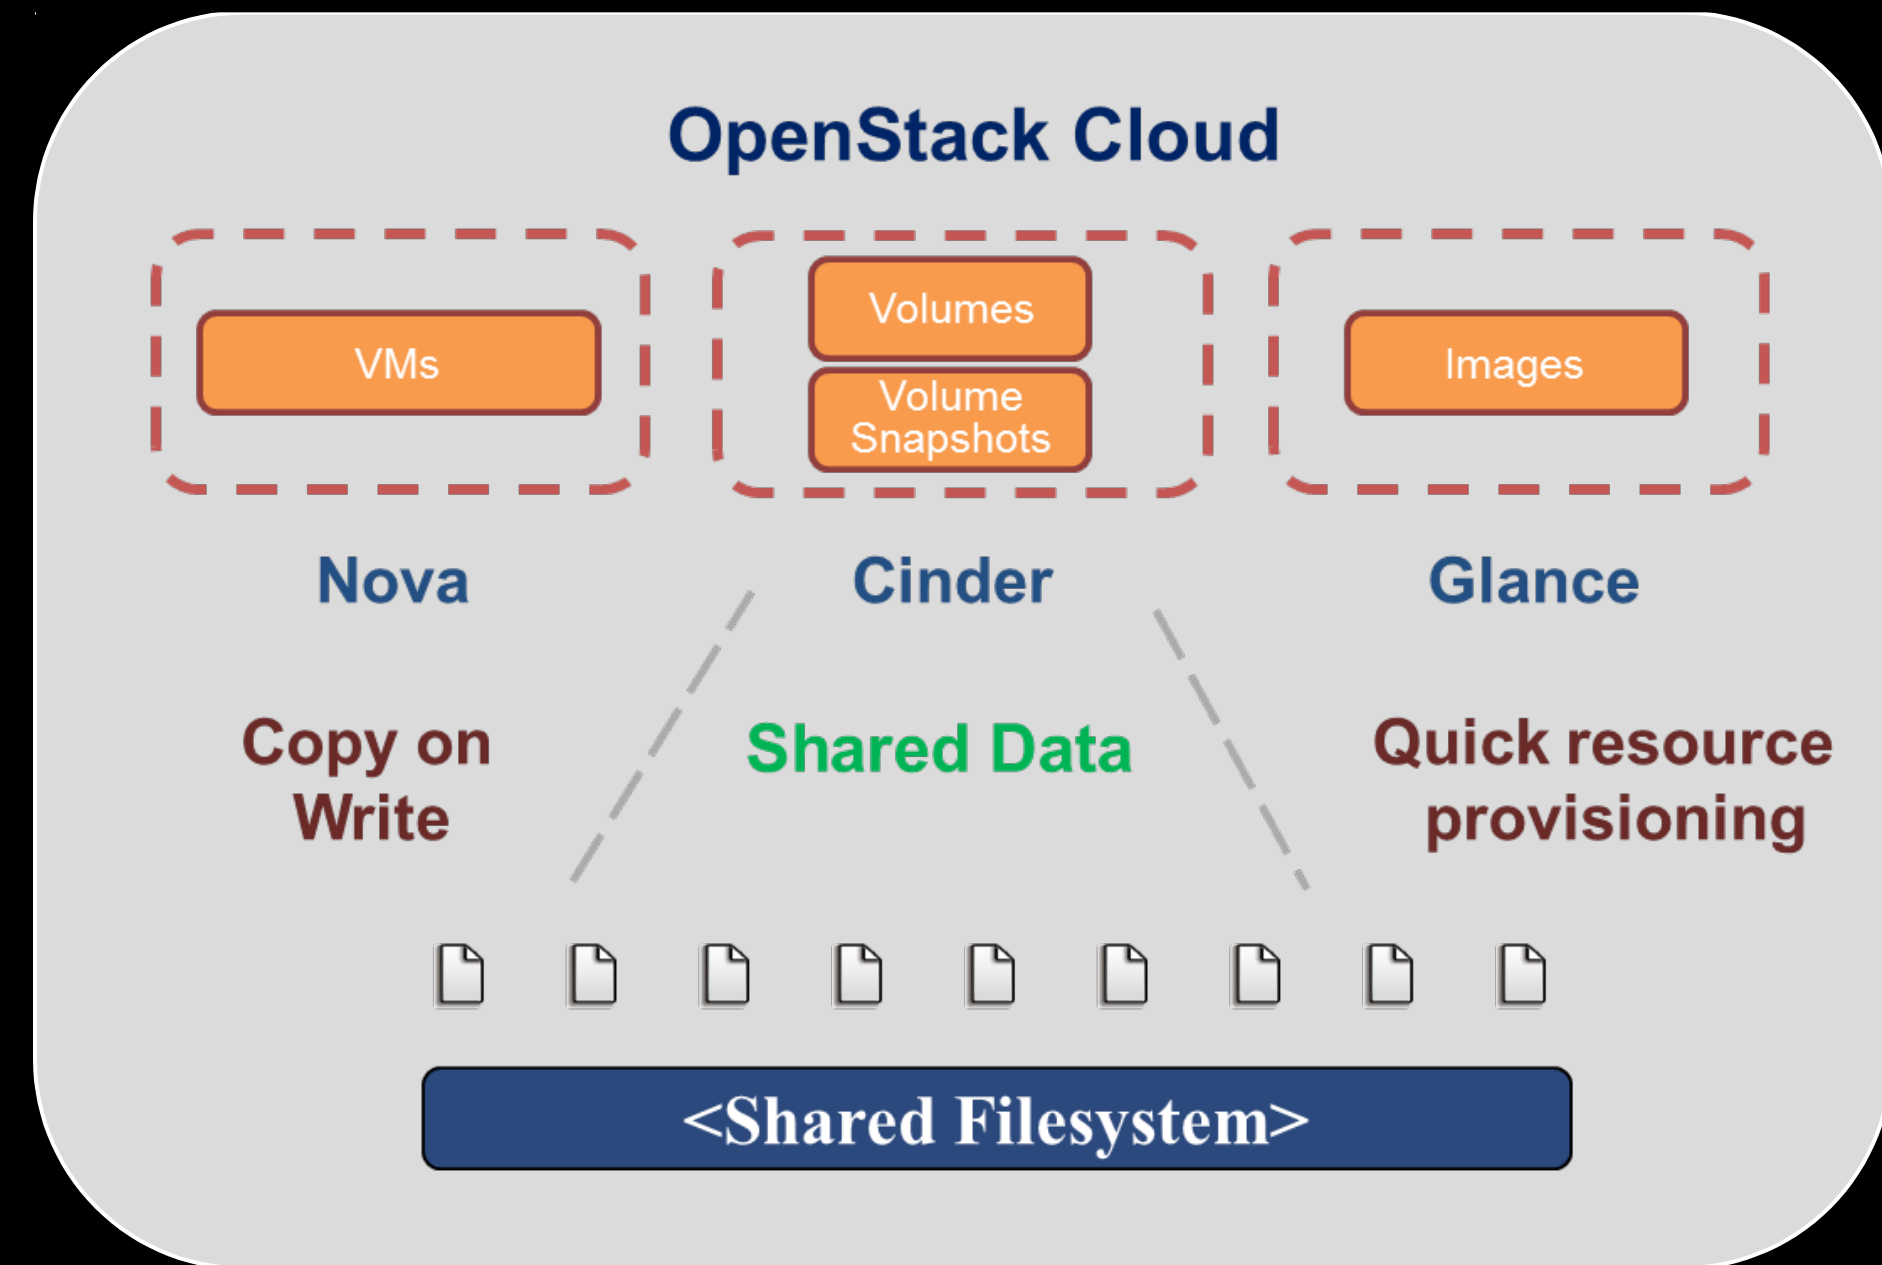 OpenStack Cloud
VMs
Volumes
Volume
Snapshots
Images
Nova
Cinder
Glance
Copy on
Write
Shared Data
Quick resource
provisioning
<Shared Filesystem>